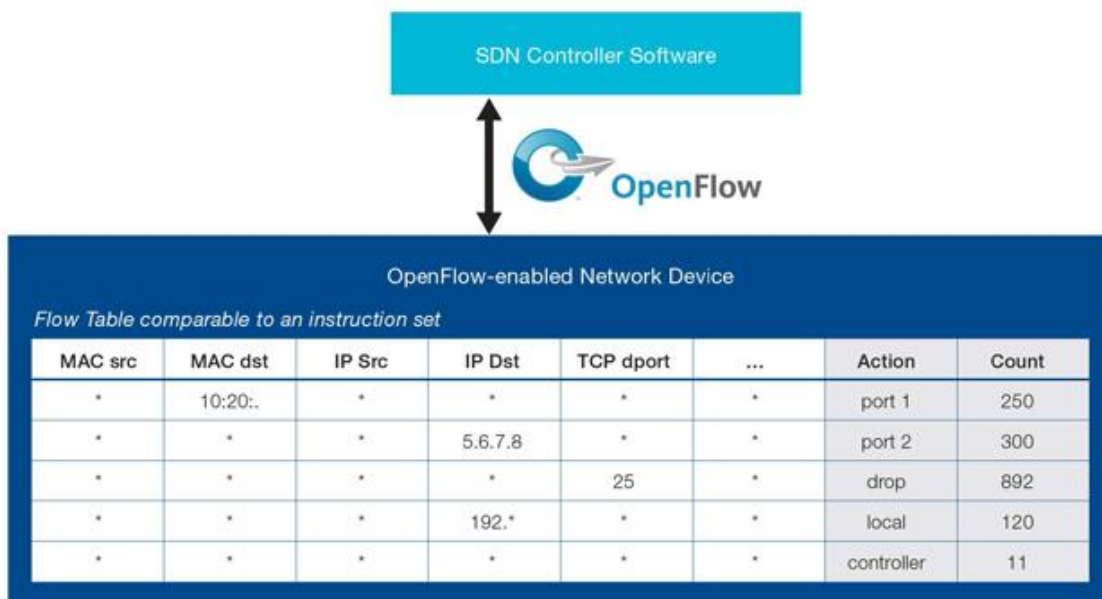 SDN Controller Software
OpenFlow
OpenFlow-enabled Network Device
Flow Table comparable to an instruction set
MAC src MAC dst IP Src IP Dst TCP dport ... Action Count
* 10:20:. * * * * port 1 250
* * * 5.6.7.8 * * port 2 300
* * * * 25 * drop 892
* * * 192.* * * local 120
* * * * * * controller 11